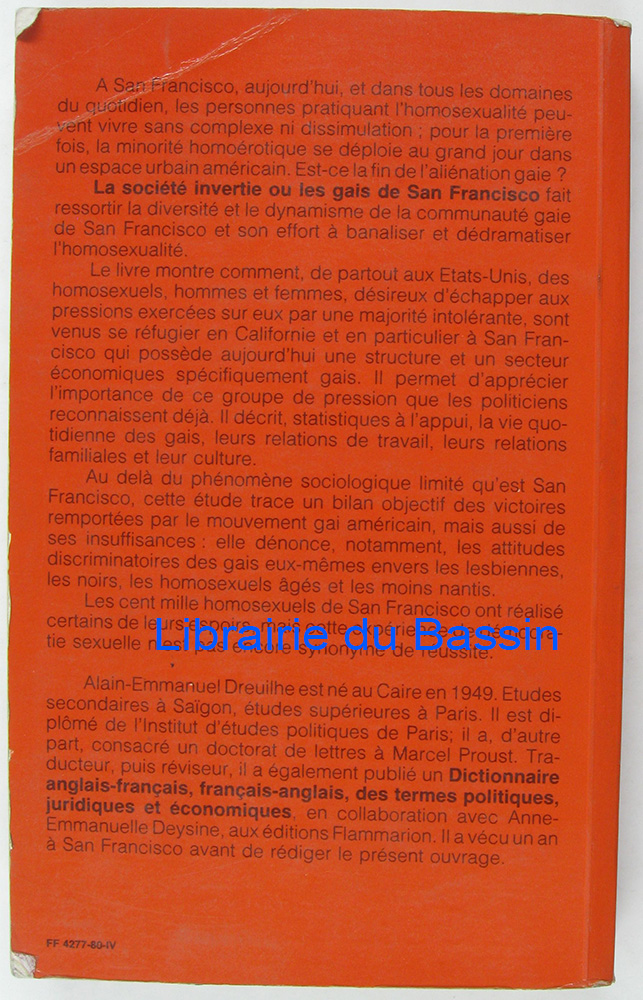 A San Francisco, aujourd'hui, et dans tous les domaines
du quotidien, les personnes pratiquant l'homosexualité peu-
vent vivre sans complexe ni dissimulation ; pour la première
fois, la minorité homoérotique se déploie au grand jour dans
un espace urbain américain. Est-ce la fin de l'aliénation gaie ?
La société invertie ou les gais de San Francisco fait
ressortir la diversité et le dynamisme de la communauté gaie
de San Francisco et son effort à banaliser et dédramatiser
l'homosexualité.
Le livre montre comment, de partout aux Etats-Unis, des
homosexuels, hommes et femmes, désireux d'échapper aux
pressions exercées sur eux par une majorité intolérante, sont
venus se réfugier en Californie et en particulier à San Fran-
cisco qui possède aujourd'hui une structure et un secteur
économiques spécifiquement gais. Il permet d'apprécier
l'importance de ce groupe de pression que les politiciens
reconnaissent déjà. Il décrit, statistiques à l'appui, la vie quo-
tidienne des gais, leurs relations de travail, leurs relations
familiales et leur culture.
Au delà du phénomène sociologique limité qu'est San
Francisco, cette étude trace un bilan objectif des victoires
remportées par le mouvement gai américain, mais aussi de
ses insuffisances : elle dénonce, notamment, les attitudes
discriminatoires des gais eux-mêmes envers les lesbiennes,
les noirs, les homosexuels âgés et les moins nantis.
Les cent mille homosexuels de San Francisco ont réalisé
certains de leurs espoirs, mais cette expérience de démocra-
tie sexuelle n'est pas encore synonyme de réussite.
Librairie du Bassin
Alain-Emmanuel Dreuilhe est né au Caire en 1949. Etudes
secondaires à Saïgon, études supérieures à Paris. Il est di-
plômé de l'Institut d'études politiques de Paris; il a, d'autre
part, consacré un doctorat de lettres à Marcel Proust. Tra-
ducteur, puis réviseur, il a également publié un Dictionnaire
anglais-français, français-anglais, des termes politiques,
juridiques et économiques, en collaboration avec Anne-
Emmanuelle Deysine, aux éditions Flammarion. Il a vécu un an
à San Francisco avant de rédiger le présent ouvrage.
FF 4277-80-IV